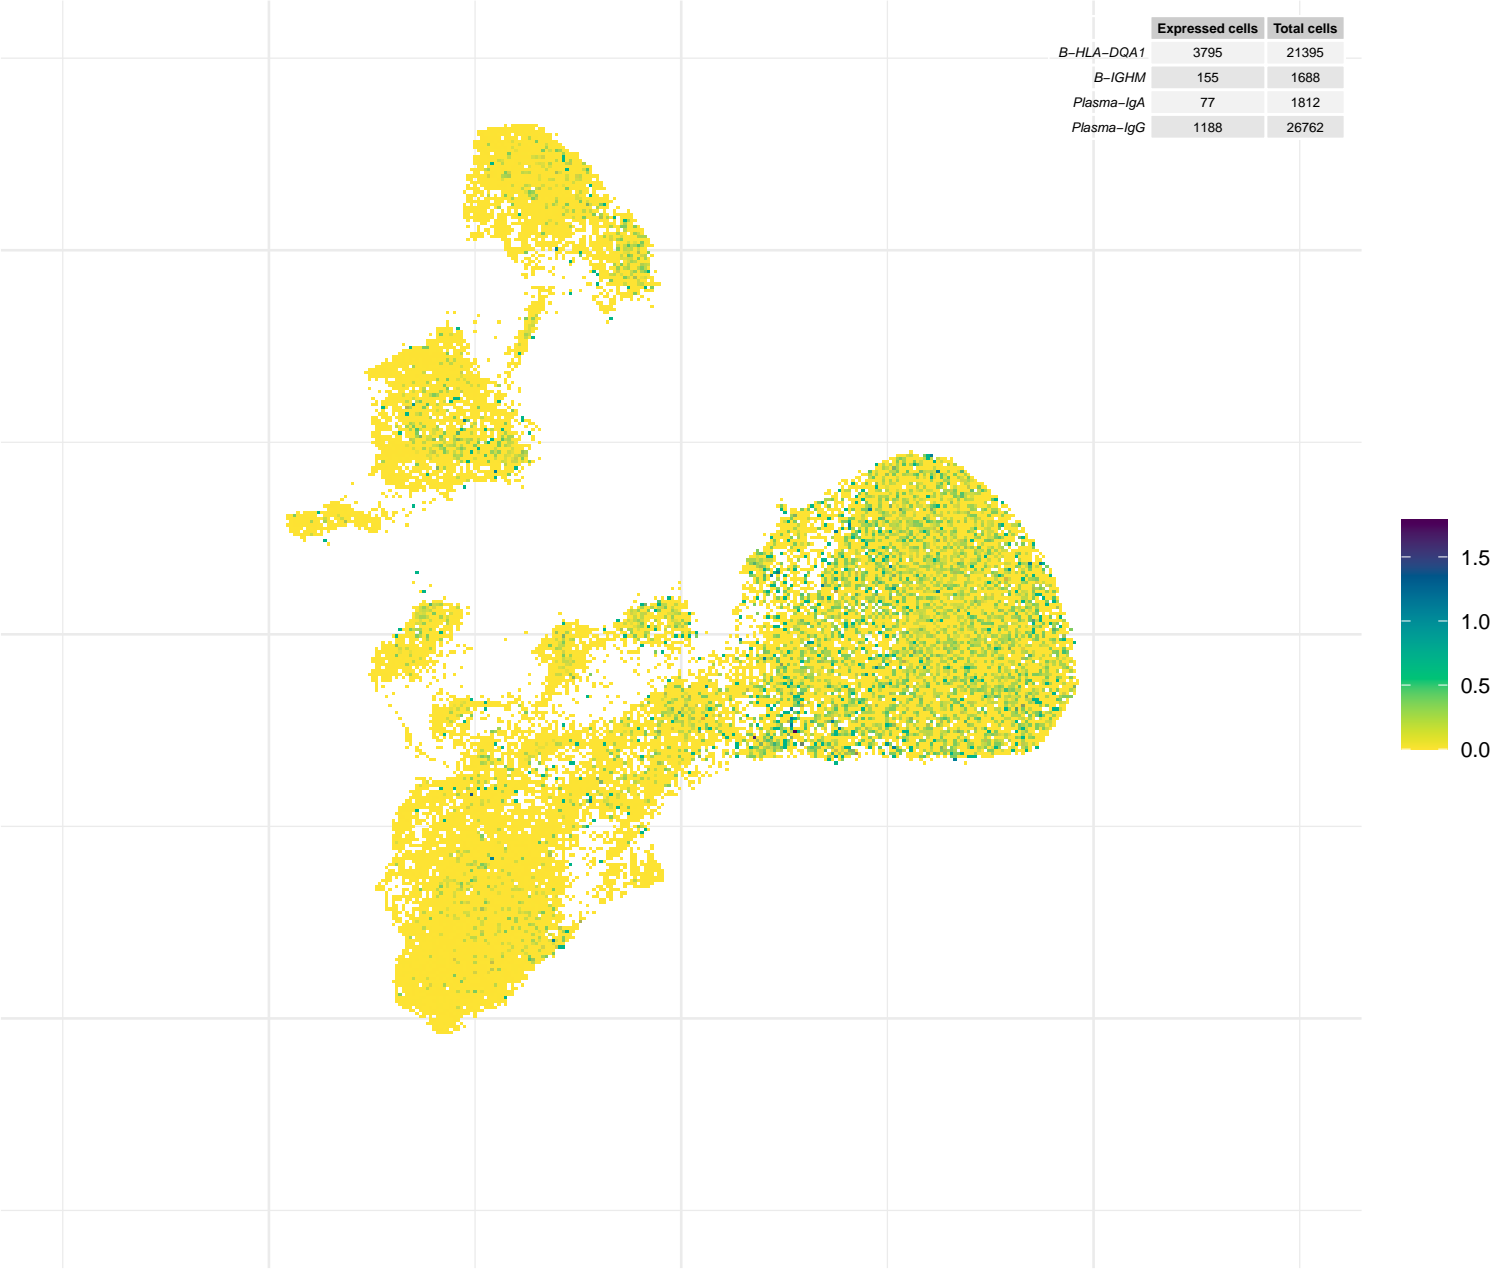 Expressed cells Total cells
B−HLA−DQA1 3795 21395
B−IGHM 155 1688
Plasma−IgA 77 1812
Plasma−IgG 1188 26762
1.5
1.0
0.5
0.0